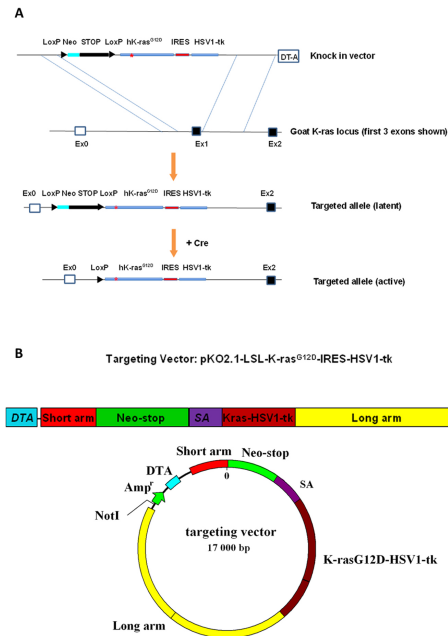 A
LoxP Neo STOP LoxP hK-ras^G12D IRES HSV1-tk
DT-A
Knock in vector
Goat K-ras locus (first 3 exons shown)
Ex0 Ex1 Ex2
Ex0 LoxP Neo STOP LoxP hK-ras^G12D IRES HSV1-tk Ex2
Targeted allele (latent)
+ Cre
Ex0 LoxP hK-ras^G12D IRES HSV1-tk Ex2
Targeted allele (active)
B
Targeting Vector: pKO2.1-LSL-K-ras^G12D-IRES-HSV1-tk
DTA Short arm Neo-stop SA Kras-HSV1-tk Long arm
Short arm Neo-stop
DTA 0
Amp^r SA
NotI
targeting vector
17 000 bp
K-rasG12D-HSV1-tk
Long arm